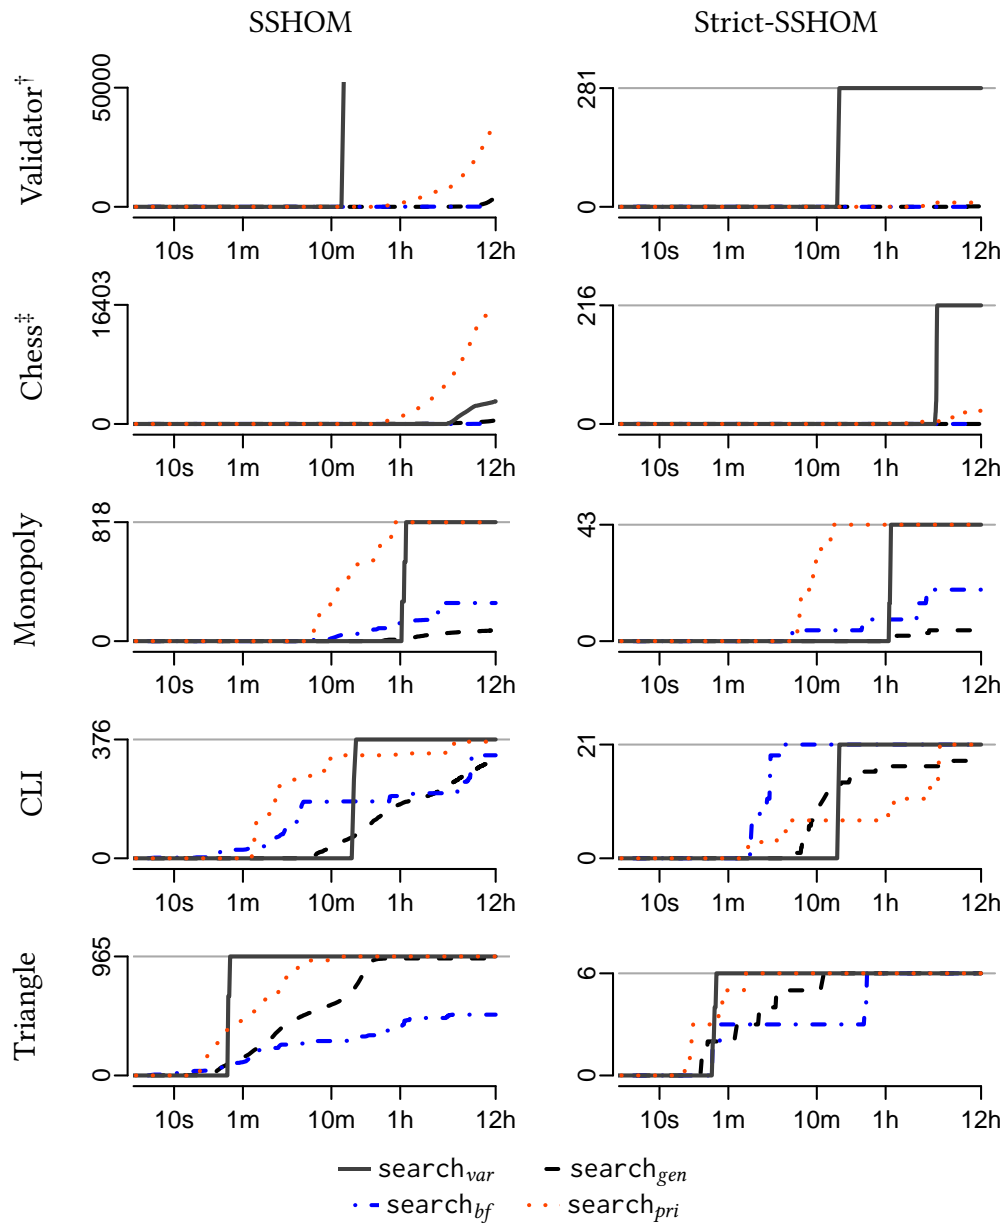 SSHOM Strict-SSHOM
Validator†
50000
0
10s 1m 10m 1h 12h
281
0
10s 1m 10m 1h 12h
Chess‡
16403
0
10s 1m 10m 1h 12h
216
0
10s 1m 10m 1h 12h
Monopoly
818
0
10s 1m 10m 1h 12h
43
0
10s 1m 10m 1h 12h
CLI
376
0
10s 1m 10m 1h 12h
21
0
10s 1m 10m 1h 12h
Triangle
965
0
10s 1m 10m 1h 12h
6
0
10s 1m 10m 1h 12h
searchvar searchgen
searchbf searchpri